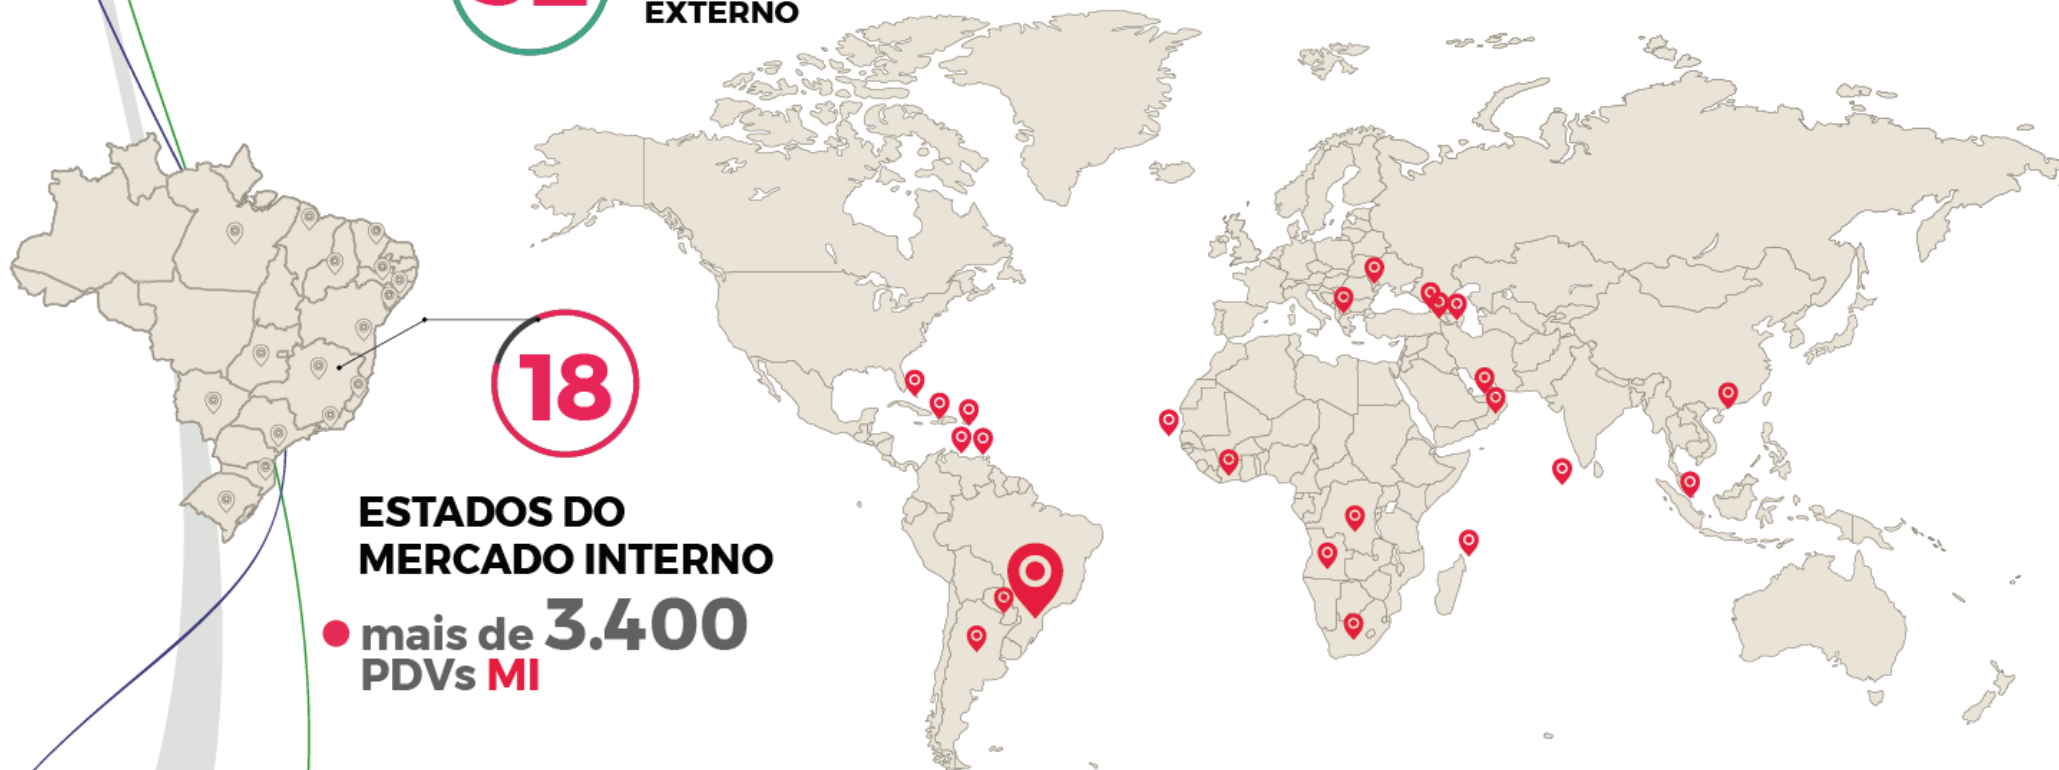 EXTERNO
18
ESTADOS DO
MERCADO INTERNO
mais de 3.400
PDVs MI